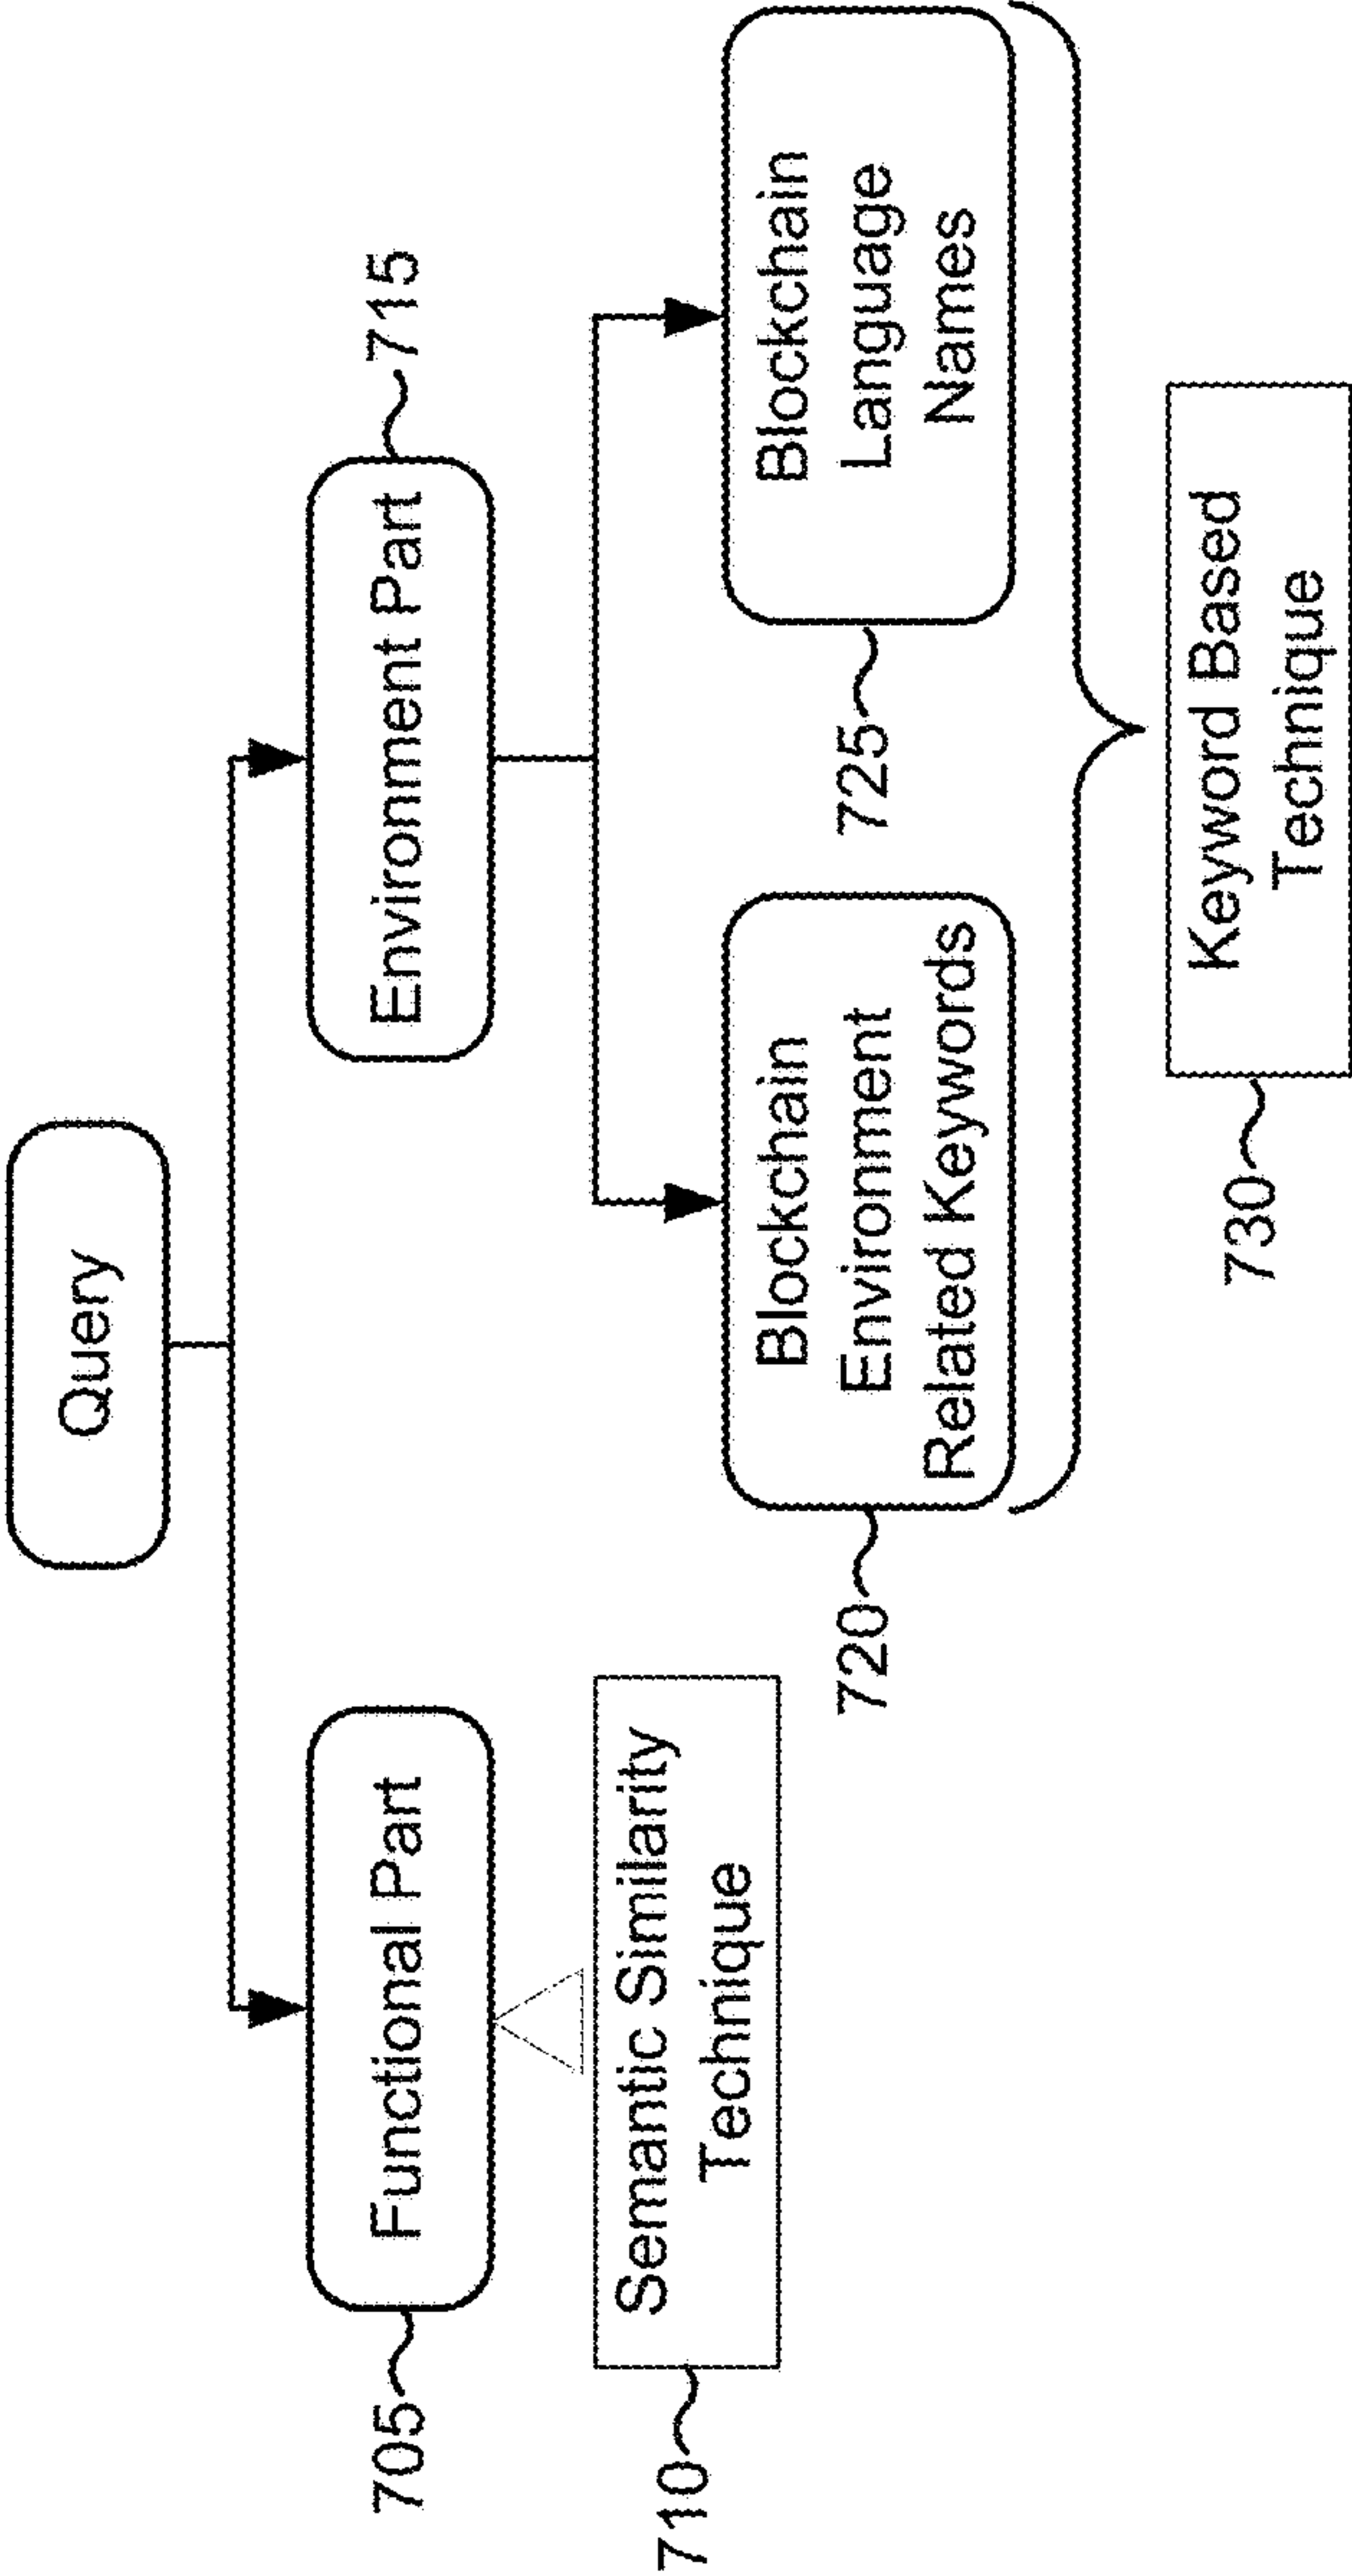 Query
705
Functional Part
Environment Part
715
710
Semantic Similarity
Technique
720
Blockchain
Environment
Related Keywords
725
Blockchain
Language
Names
730
Keyword Based
Technique